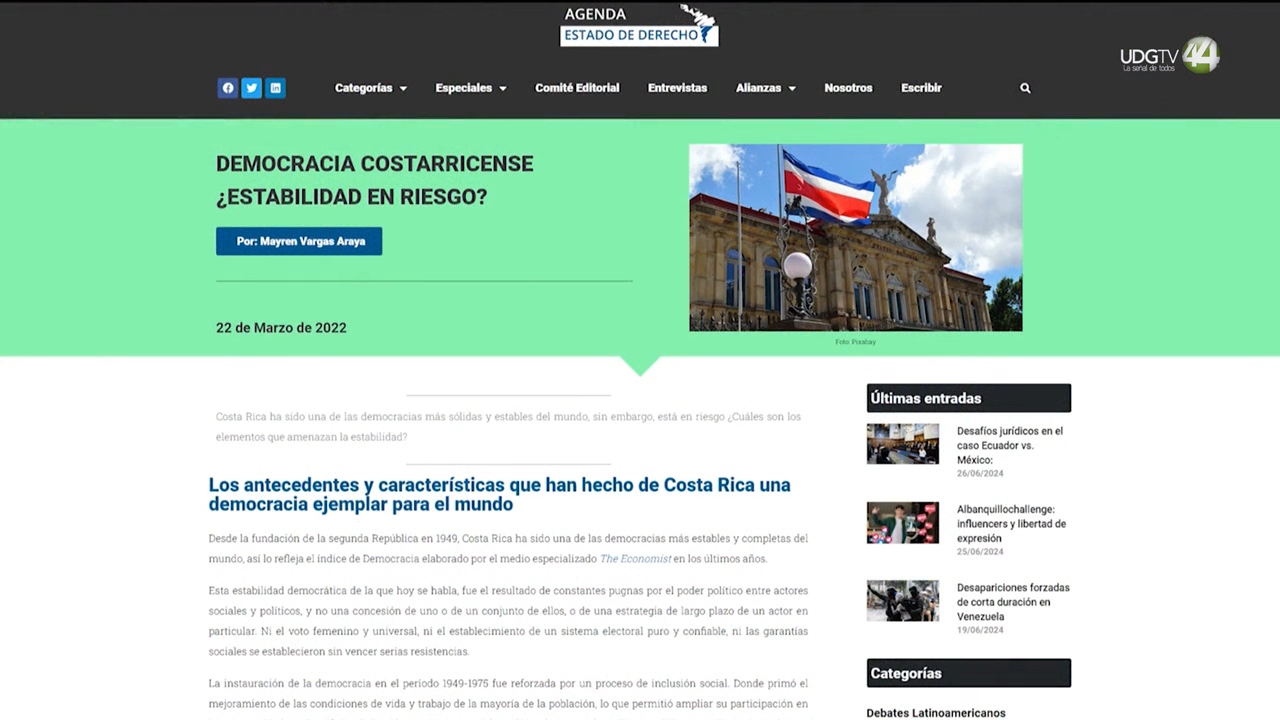 AGENDA
ESTADO DE DERECHO
UDGTV 44
La señal de todos
Categorías
Especiales
Comité Editorial
Entrevistas
Alianzas
Nosotros
Escribir
DEMOCRACIA COSTARRICENSE
¿ESTABILIDAD EN RIESGO?
Por: Mayren Vargas Araya
22 de Marzo de 2022
Foto: Pixabay
Costa Rica ha sido una de las democracias más sólidas y estables del mundo, sin embargo, está en riesgo ¿Cuáles son los
elementos que amenazan la estabilidad?
Los antecedentes y características que han hecho de Costa Rica una
democracia ejemplar para el mundo
Desde la fundación de la segunda República en 1949, Costa Rica ha sido una de las democracias más estables y completas del
mundo, así lo refleja el índice de Democracia elaborado por el medio especializado The Economist en los últimos años.
Esta estabilidad democrática de la que hoy se habla, fue el resultado de constantes pugnas por el poder político entre actores
sociales y políticos, y no una concesión de uno o de un conjunto de ellos, o de una estrategia de largo plazo de un actor en
particular. Ni el voto femenino y universal, ni el establecimiento de un sistema electoral puro y confiable, ni las garantías
sociales se establecieron sin vencer serias resistencias.
La instauración de la democracia en el período 1949-1975 fue reforzada por un proceso de inclusión social. Donde primó el
mejoramiento de las condiciones de vida y trabajo de la mayoría de la población, lo que permitió ampliar su participación en
Últimas entradas
Desafíos jurídicos en el
caso Ecuador vs.
México:
26/06/2024
Albanquillochallenge:
influencers y libertad de
expresión
25/06/2024
Desapariciones forzadas
de corta duración en
Venezuela
19/06/2024
Categorías
Debates Latinoamericanos